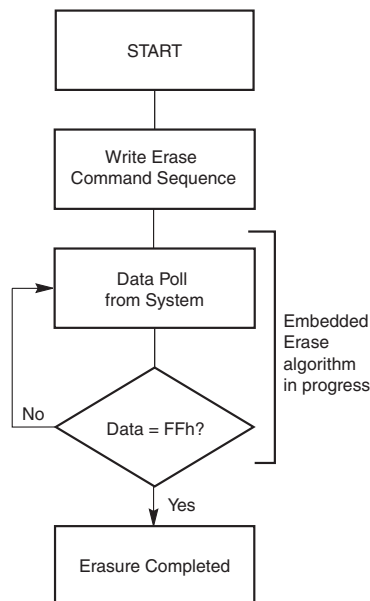 START
Write Erase
Command Sequence
Data Poll
from System
Embedded
Erase
algorithm
in progress
No
Data = FFh?
Yes
Erasure Completed